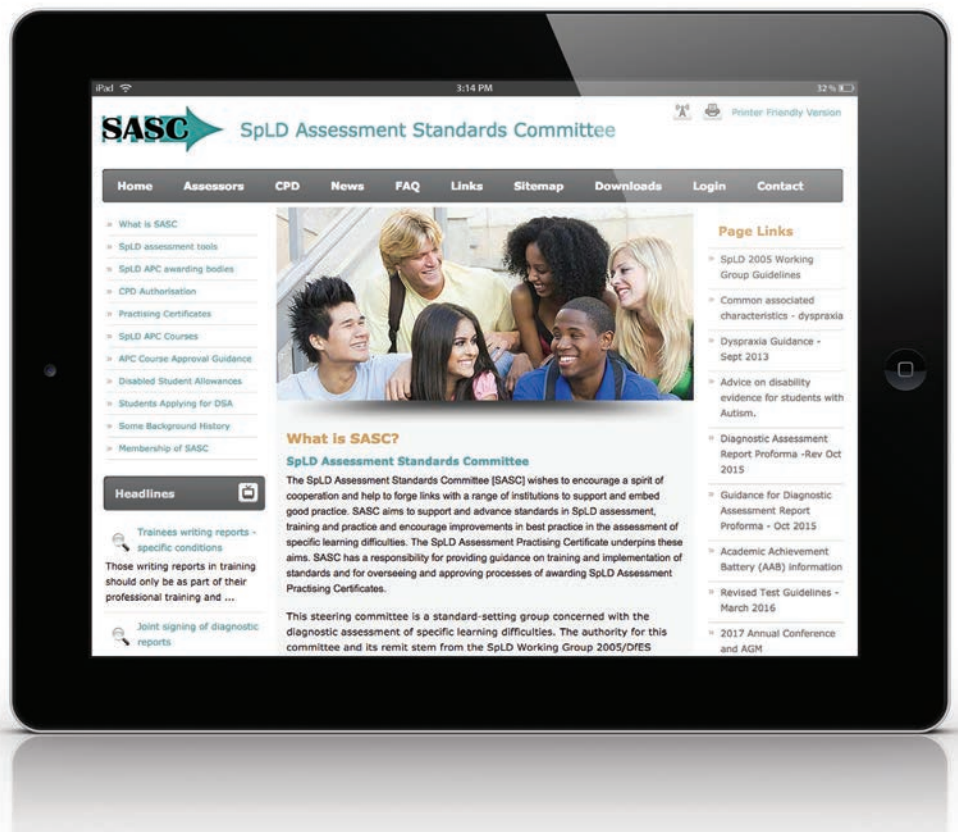 iPad
3:14 PM
32%
SASC
SpLD Assessment Standards Committee
Printer Friendly Version
Home Assessors CPD News FAQ Links Sitemap Downloads Login Contact
What is SASC
SpLD assessment tools
SpLD APC awarding bodies
CPD Authorisation
Practising Certificates
SpLD APC Courses
APC Course Approval Guidance
Disabled Student Allowances
Students Applying for DSA
Some Background History
Membership of SASC
Headlines
Trainees writing reports -
specific conditions
Those writing reports in training
should only be as part of their
professional training and ...
Joint signing of diagnostic
reports
What is SASC?
SpLD Assessment Standards Committee
The SpLD Assessment Standards Committee [SASC] wishes to encourage a spirit of
cooperation and help to forge links with a range of institutions to support and embed
good practice. SASC aims to support and advance standards in SpLD assessment,
training and practice and encourage improvements in best practice in the assessment of
specific learning difficulties. The SpLD Assessment Practising Certificate underpins these
aims. SASC has a responsibility for providing guidance on training and implementation of
standards and for overseeing and approving processes of awarding SpLD Assessment
Practising Certificates.
This steering committee is a standard-setting group concerned with the
diagnostic assessment of specific learning difficulties. The authority for this
committee and its remit stem from the SpLD Working Group 2005/DfES
Page Links
SpLD 2005 Working
Group Guidelines
Common associated
characteristics - dyspraxia
Dyspraxia Guidance -
Sept 2013
Advice on disability
evidence for students with
Autism.
Diagnostic Assessment
Report Proforma -Rev Oct
2015
Guidance for Diagnostic
Assessment Report
Proforma - Oct 2015
Academic Achievement
Battery (AAB) information
Revised Test Guidelines -
March 2016
2017 Annual Conference
and AGM